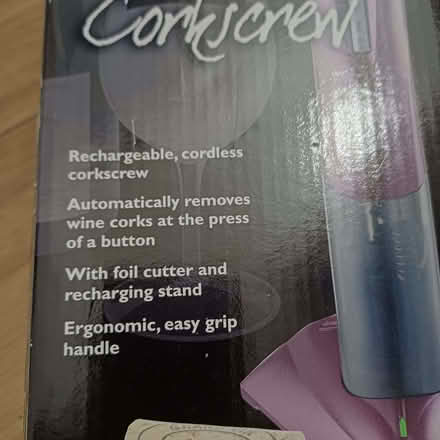 Corkscrew
Rechargeable, cordless
corkscrew
Automatically removes
wine corks at the press
of a button
With foil cutter and
recharging stand
Ergonomic, easy grip
handle